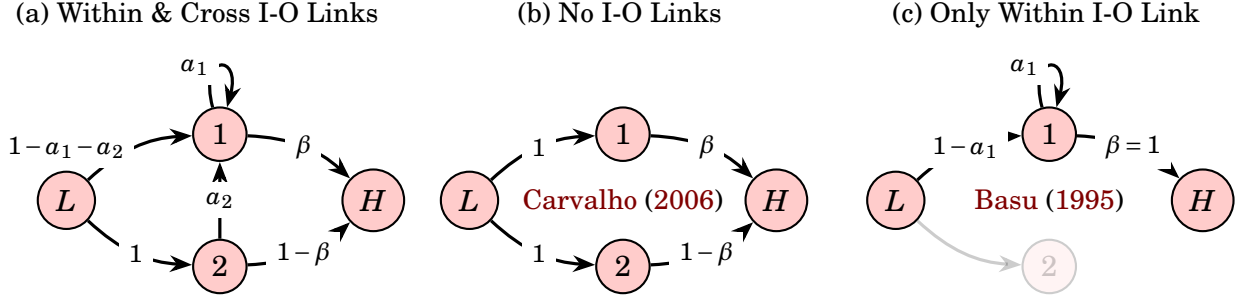 (a) Within & Cross I-O Links
(b) No I-O Links
(c) Only Within I-O Link
a₁
1
1−a₁−a₂
β
L
a₂
H
1
2
1−β
1
1
β
L
Carvalho (2006)
H
1
2
1−β
a₁
1
1−a₁
β = 1
L
Basu (1995)
H
2